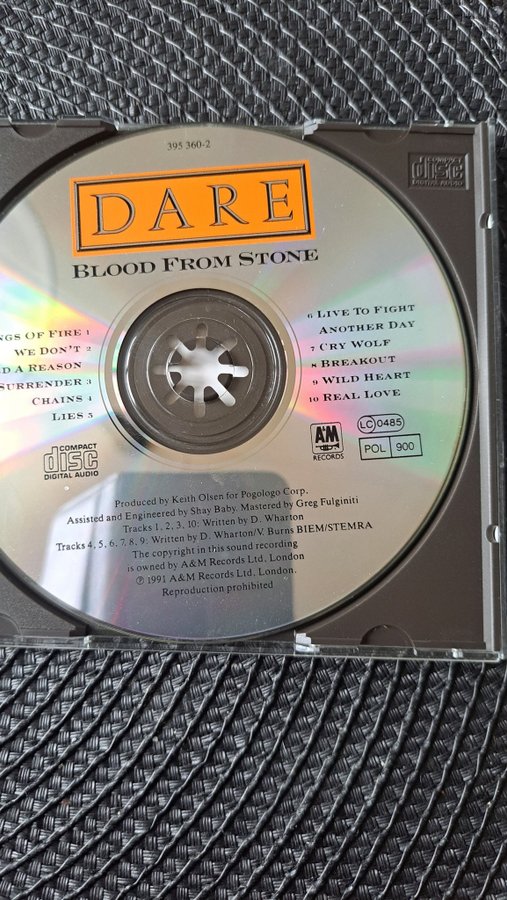 395 360-2
COMPACT
disc
DIGITAL AUDIO
DARE
BLOOD FROM STONE
OF FIRE 1
WE DON'T 2
A REASON
SURRENDER 3
CHAINS 4
LIES 5
6 LIVE TO FIGHT
ANOTHER DAY
7 CRY WOLF
8 BREAKOUT
9 WILD HEART
10 REAL LOVE
LC 0485
A&M
RECORDS
POL 900
COMPACT
disc
DIGITAL AUDIO
Produced by Keith Olsen for Pogologo Corp.
Assisted and Engineered by Shay Baby. Mastered by Greg Fulginiti
Tracks 1, 2, 3, 10: Written by D. Wharton
Tracks 4, 5, 6, 7, 8, 9: Written by D. Wharton/V. Burns BIEM/STEMRA
The copyright in this sound recording
is owned by A&M Records Ltd, London
℗ 1991 A&M Records Ltd, London.
Reproduction prohibited